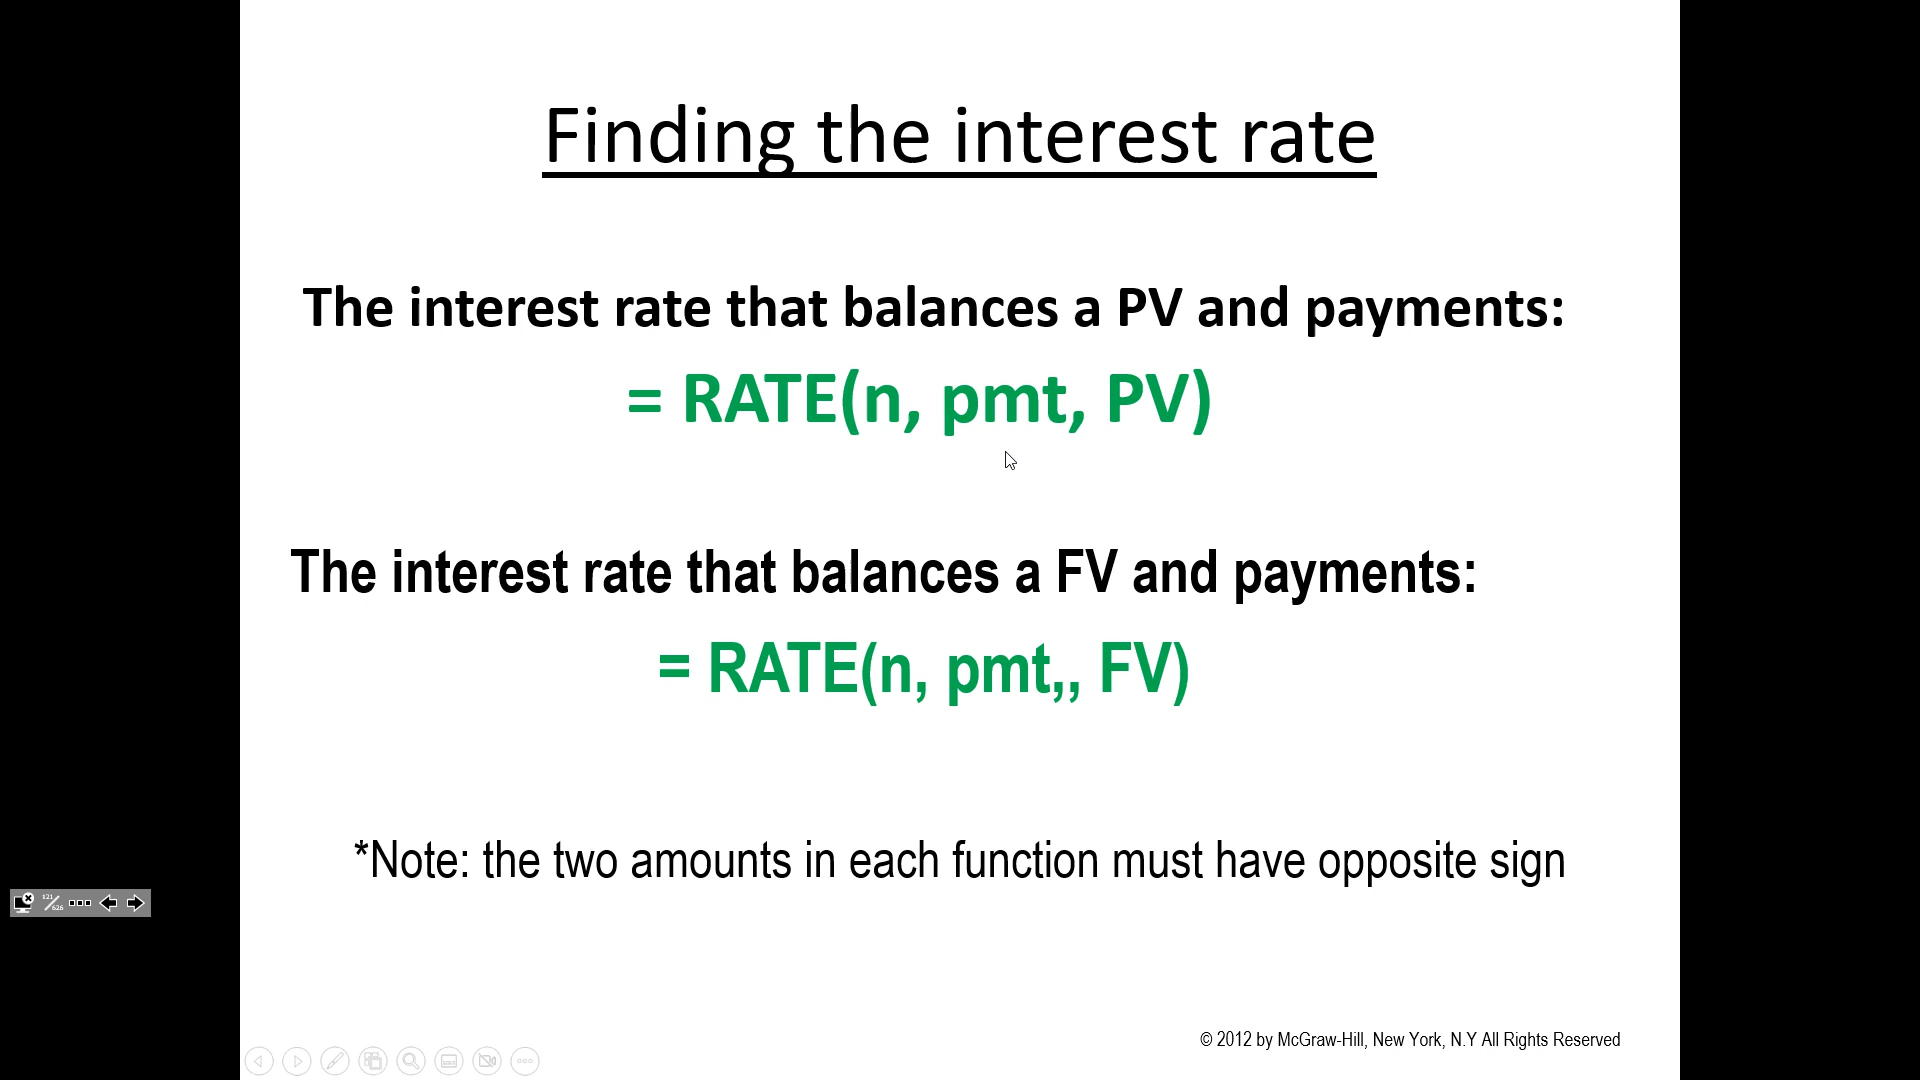 Finding the interest rate
The interest rate that balances a PV and payments:
= RATE(n, pmt, PV)
The interest rate that balances a FV and payments:
= RATE(n, pmt,, FV)
*Note: the two amounts in each function must have opposite sign
121/626
© 2012 by McGraw-Hill, New York, N.Y All Rights Reserved